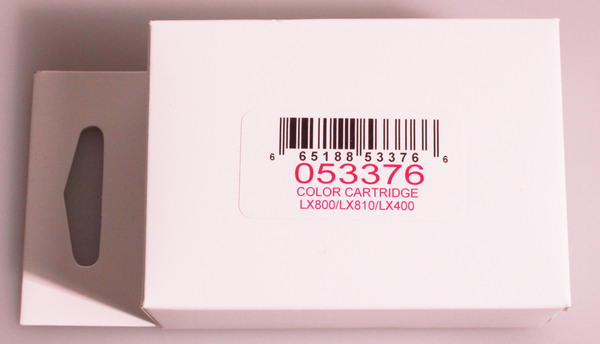 6 65188 53376 6
053376
COLOR CARTRIDGE
LX800/LX810/LX400